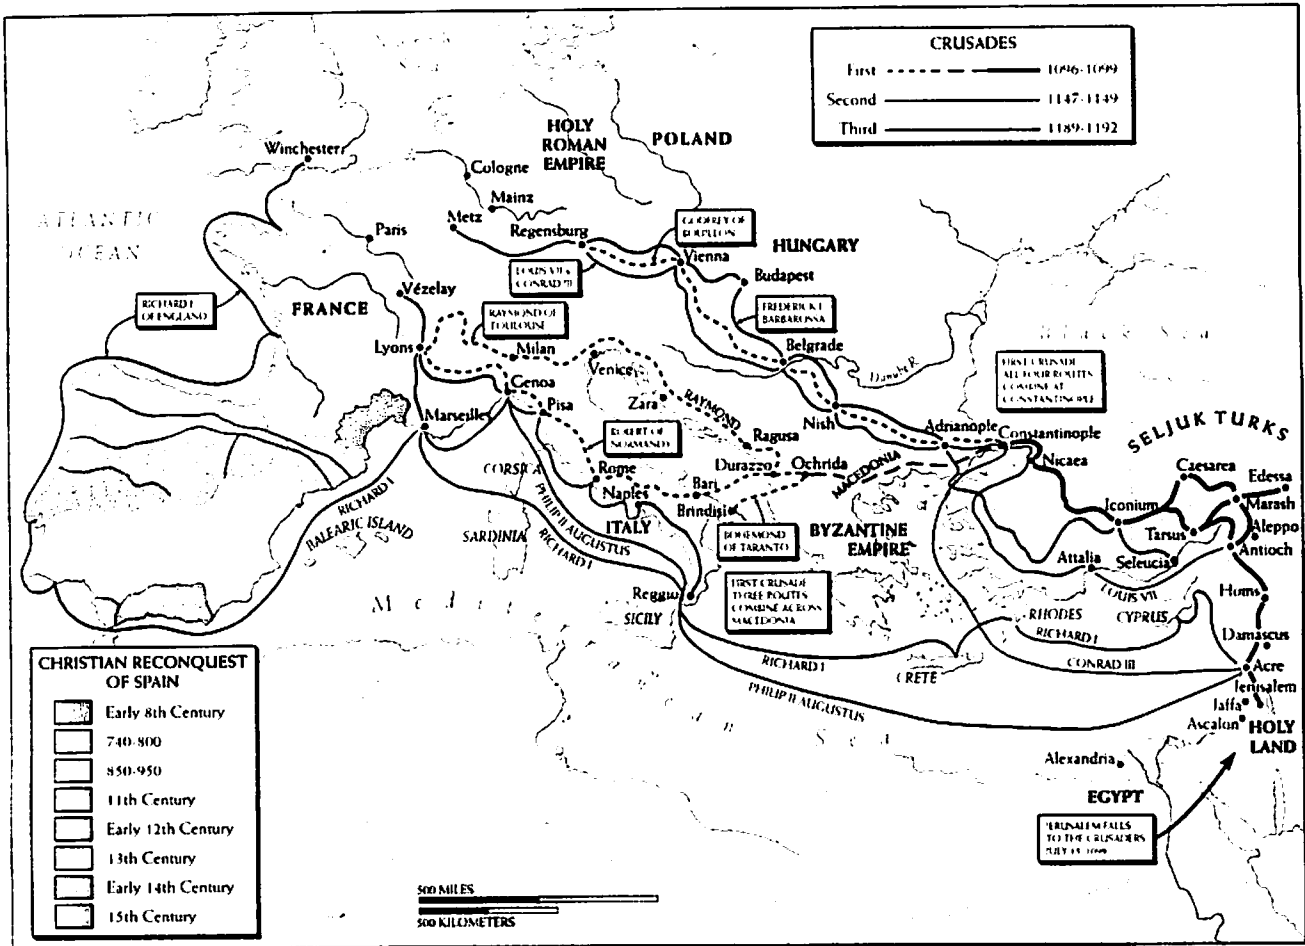 CRUSADES
First 1096-1099
Second 1147-1149
Third 1189-1192
HOLY
ROMAN
EMPIRE
POLAND
Winchester
Cologne
Mainz
Metz
Regensburg
GODFREY OF
BOUILLON
HUNGARY
ATLANTIC
OCEAN
Paris
Vienna
Budapest
LOUIS VII &
CONRAD III
Vézelay
FRANCE
RICHARD I
OF ENGLAND
RAYMOND OF
TOULOUSE
FREDERICK I
BARBAROSSA
Black Sea
Lyons
Milan
Venice
Belgrade
Danube R.
FIRST CRUSADE
ALL FOUR ROUTES
COMBINE AT
CONSTANTINOPLE
Genoa
Pisa
Zara
RAYMOND
Marseille
Nish
ROBERT OF
NORMANDY
Ragusa
Adrianople
Constantinople
SELJUK TURKS
Nicaea
CORSICA
Rome
Durazzo
Ochrida
MACEDONIA
Caesarea
Edessa
Marash
Naples
Bari
Brindisi
ITALY
RICHARD I
BALEARIC ISLAND
SARDINIA
PHILIP II AUGUSTUS
RICHARD I
BOHEMOND
OF TARANTO
BYZANTINE
EMPIRE
Iconium
Tarsus
Aleppo
Antioch
Attalia
Seleucia
LOUIS VII
Reggio
SICILY
FIRST CRUSADE
THREE ROUTES
COMBINE ACROSS
MACEDONIA
Homs
RHODES
CYPRUS
RICHARD I
Damascus
RICHARD I
CRETE
CONRAD III
Acre
PHILIP II AUGUSTUS
Jerusalem
Jaffa
Ascalon
HOLY
LAND
Alexandria
EGYPT
JERUSALEM FALLS
TO THE CRUSADERS
JULY 15, 1099
CHRISTIAN RECONQUEST
OF SPAIN
Early 8th Century
740-800
850-950
11th Century
Early 12th Century
13th Century
Early 14th Century
15th Century
500 MILES
500 KILOMETERS